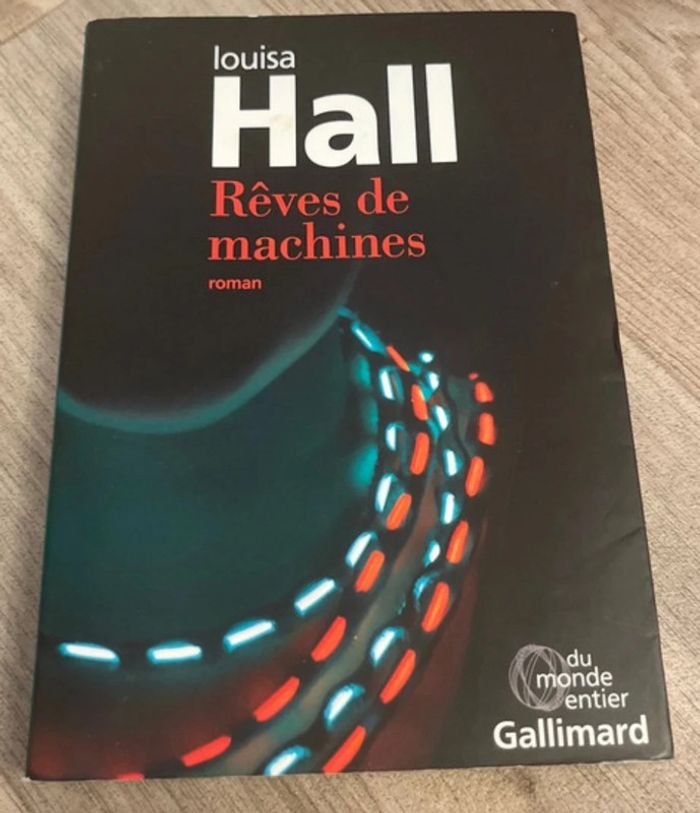 louisa
Hall
Rêves de
machines
roman
du
monde
entier
Gallimard